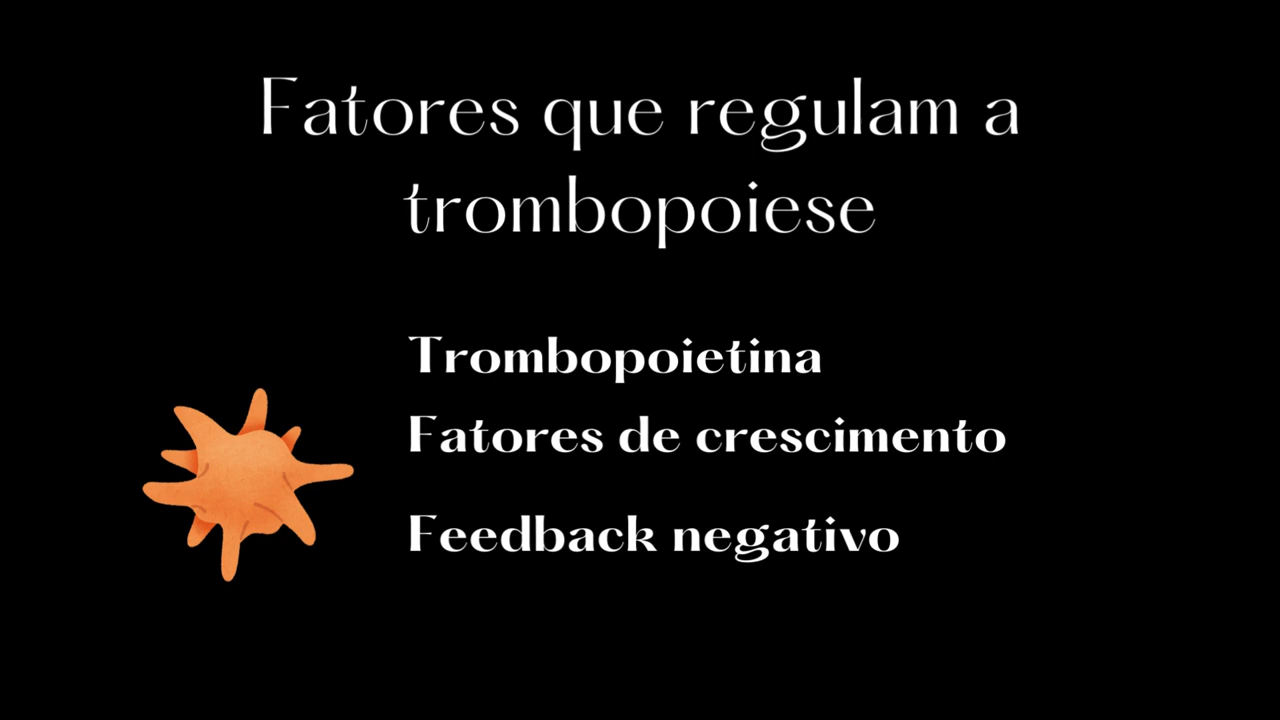 Fatores que regulam a
trombopoiese
Trombopoietina
Fatores de crescimento
Feedback negativo